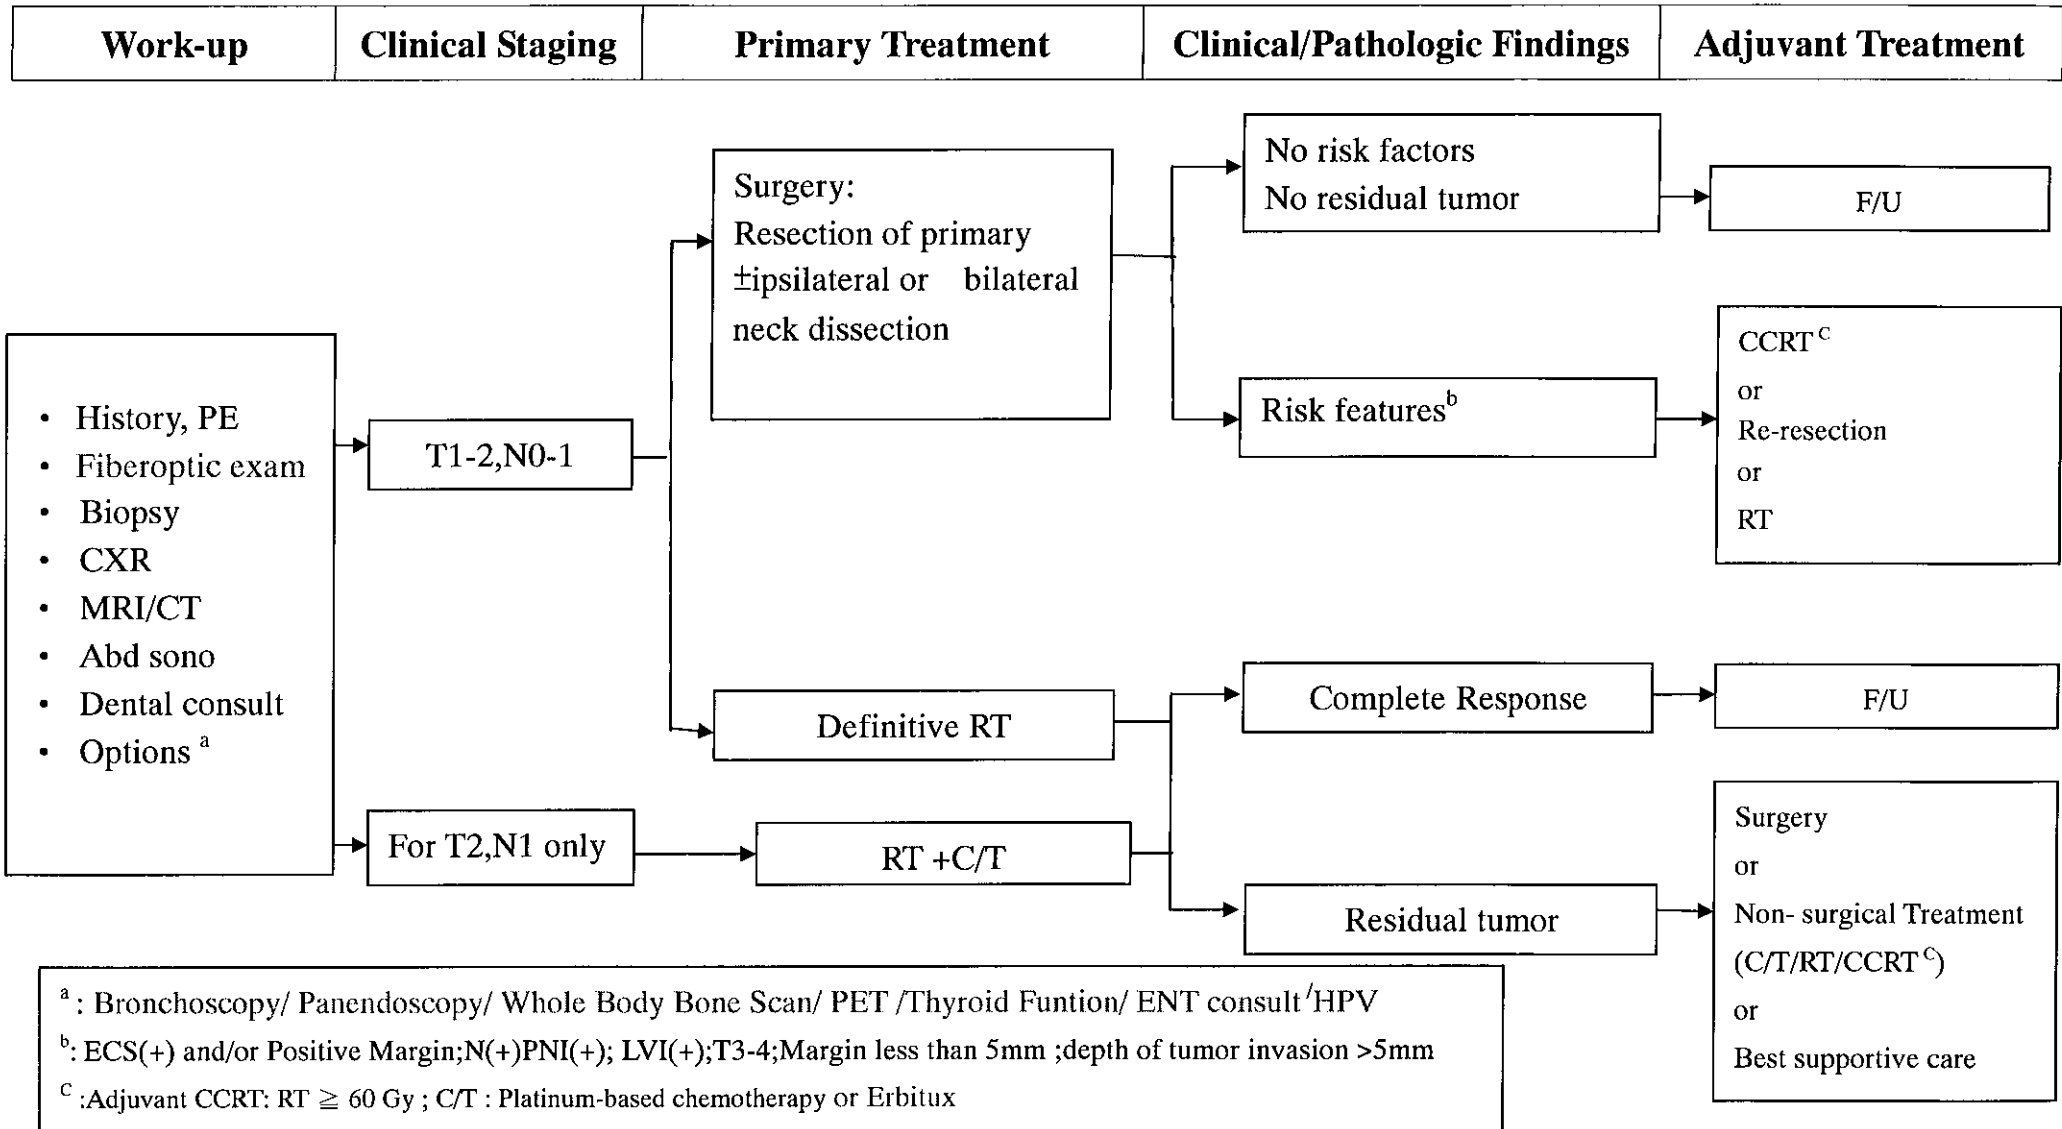 Work-up
Clinical Staging
Primary Treatment
Clinical/Pathologic Findings
Adjuvant Treatment
• History, PE
• Fiberoptic exam
• Biopsy
• CXR
• MRI/CT
• Abd sono
• Dental consult
• Options a
T1-2,N0-1
For T2,N1 only
Surgery:
Resection of primary
±ipsilateral or bilateral
neck dissection
Definitive RT
RT +C/T
No risk factors
No residual tumor
Risk features b
Complete Response
Residual tumor
F/U
CCRT C
or
Re-resection
or
RT
F/U
Surgery
or
Non- surgical Treatment
(C/T/RT/CCRT C)
or
Best supportive care
a : Bronchoscopy/ Panendoscopy/ Whole Body Bone Scan/ PET /Thyroid Funtion/ ENT consult /HPV
b: ECS(+) and/or Positive Margin;N(+)PNI(+); LVI(+);T3-4;Margin less than 5mm ;depth of tumor invasion >5mm
C :Adjuvant CCRT: RT ≧ 60 Gy ; C/T : Platinum-based chemotherapy or Erbitux